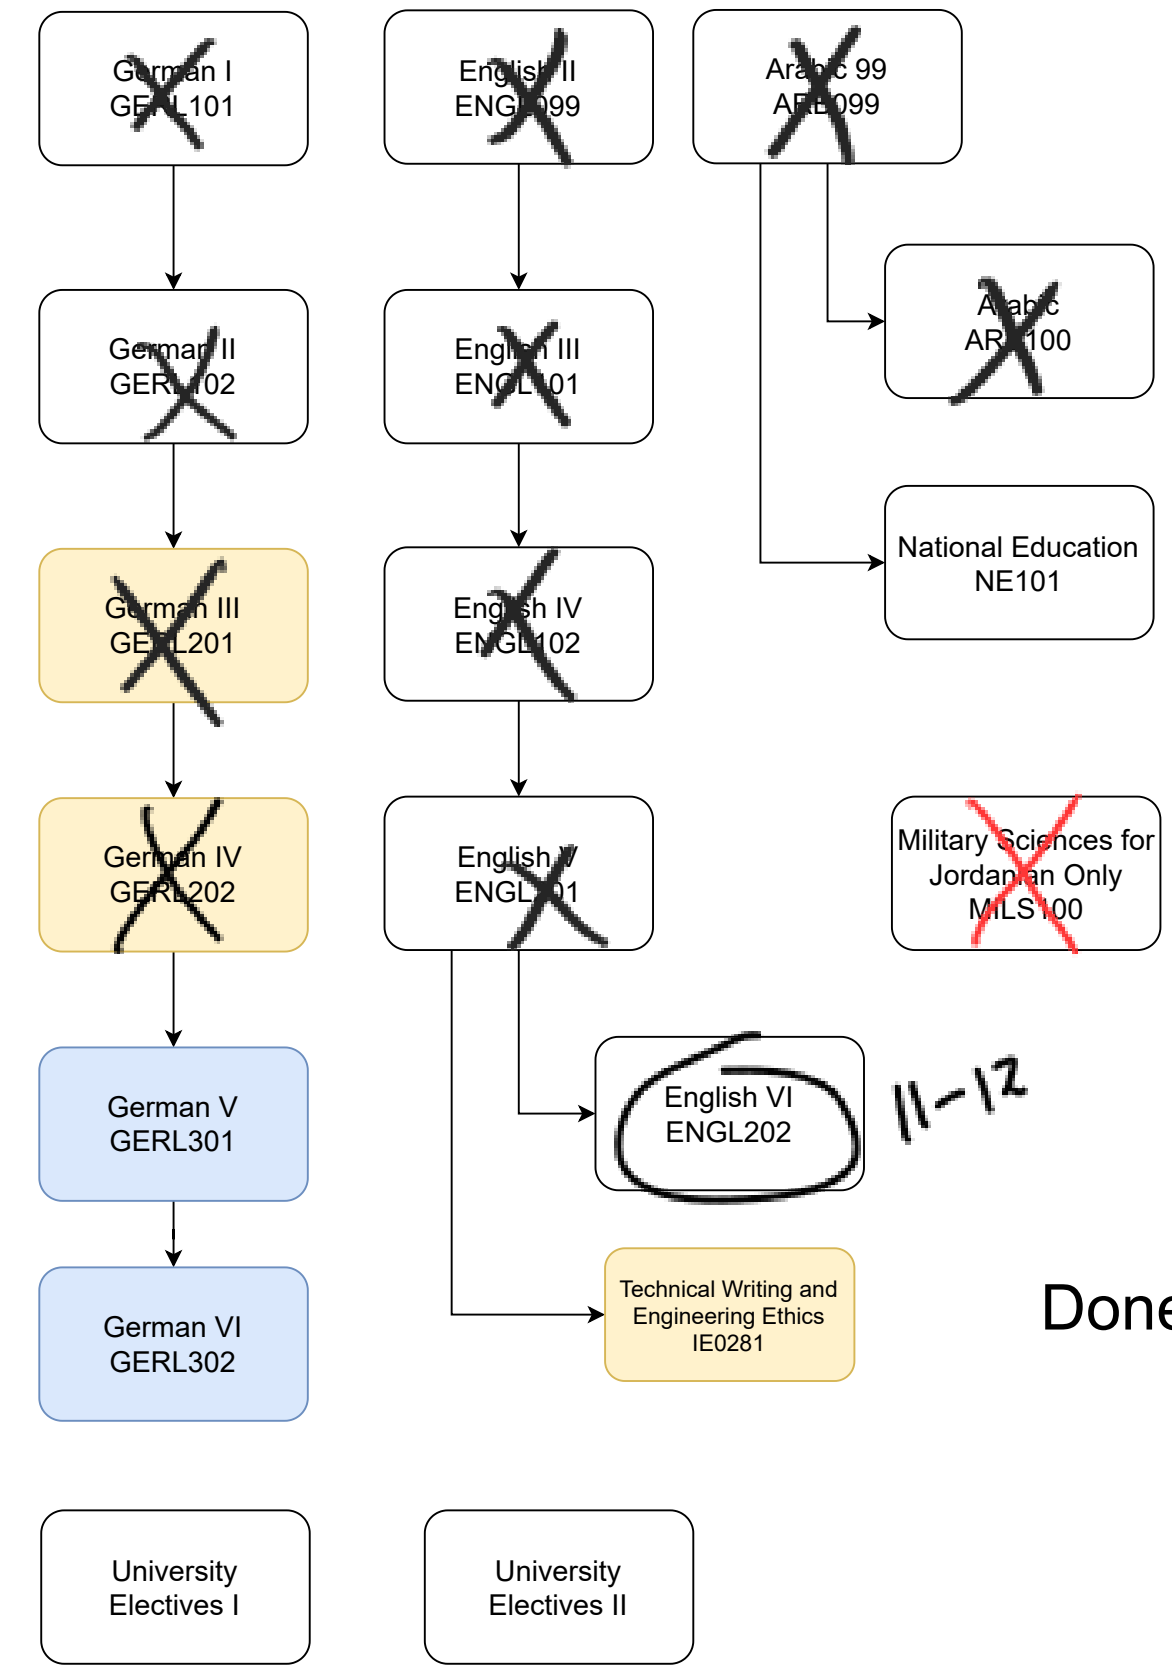 German I
GERL101
English II
ENGL099
Arabic 99
ARB099
German II
GERL102
English III
ENGL101
Arabic
ARB100
National Education
NE101
German III
GERL201
English IV
ENGL102
German IV
GERL202
English V
ENGL201
Military Sciences for
Jordanian Only
MILS100
German V
GERL301
English VI
ENGL202
11-12
Technical Writing and
Engineering Ethics
IE0281
Done
German VI
GERL302
University
Electives I
University
Electives II